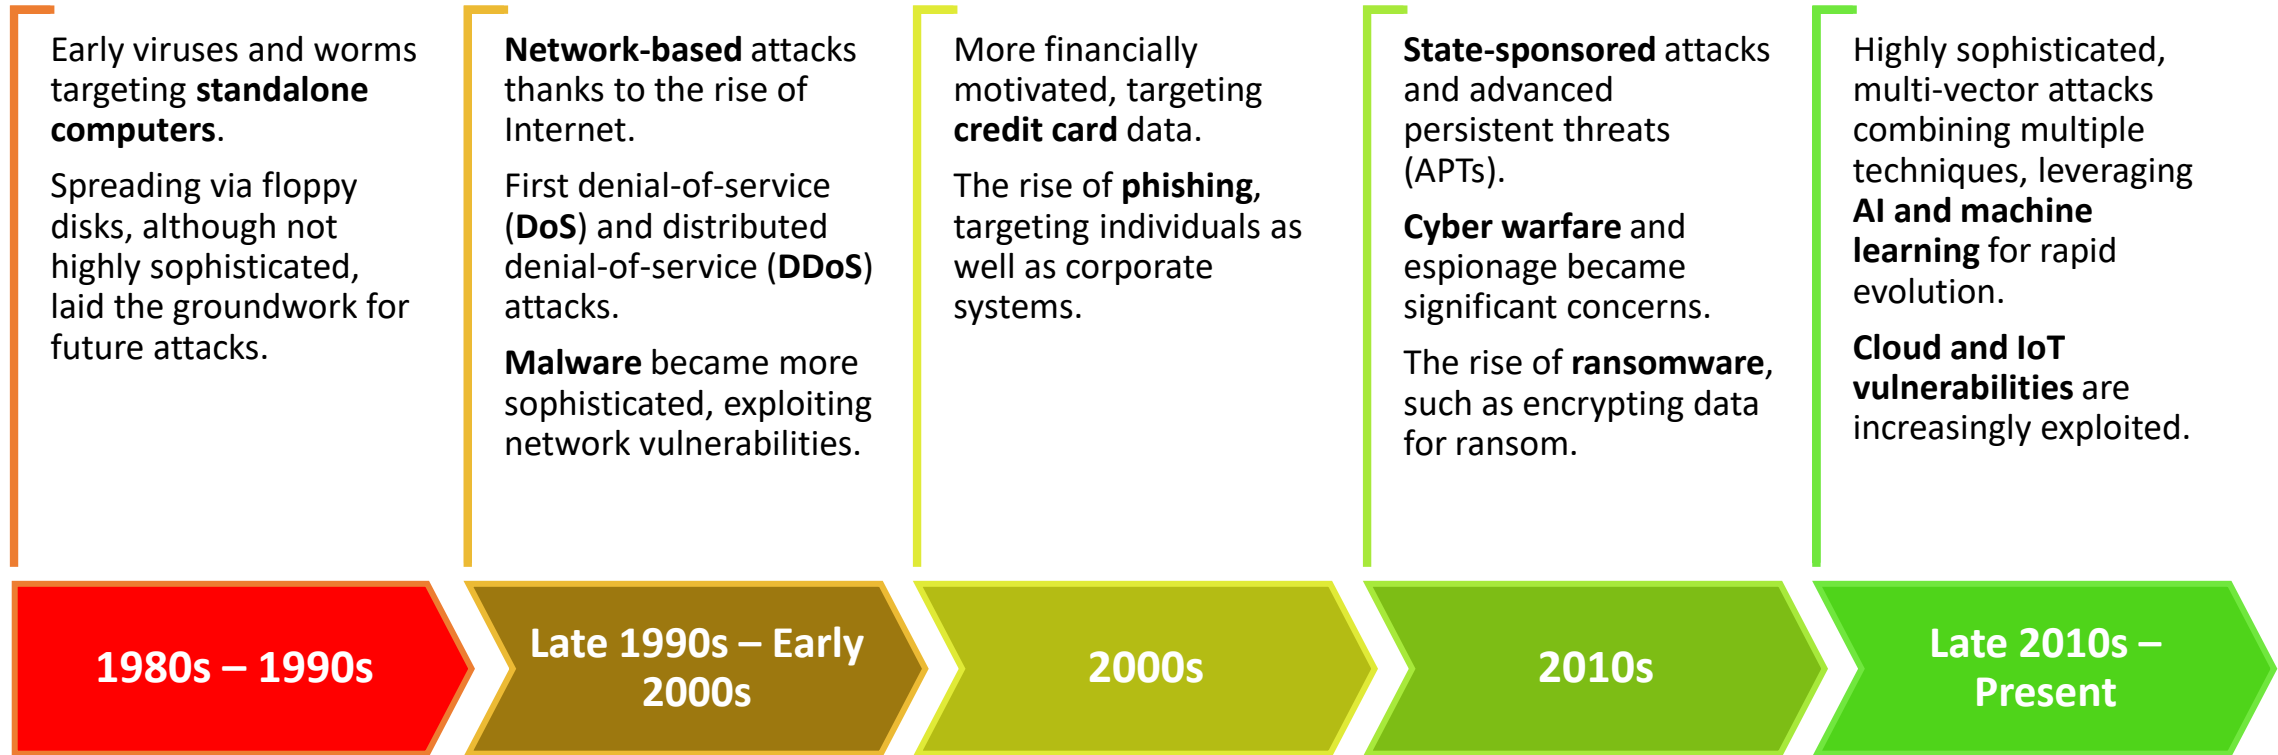 Early viruses and worms
targeting standalone
computers.
Spreading via floppy
disks, although not
highly sophisticated,
laid the groundwork for
future attacks.
Network-based attacks
thanks to the rise of
Internet.
First denial-of-service
(DoS) and distributed
denial-of-service (DDoS)
attacks.
Malware became more
sophisticated, exploiting
network vulnerabilities.
More financially
motivated, targeting
credit card data.
The rise of phishing,
targeting individuals as
well as corporate
systems.
State-sponsored attacks
and advanced
persistent threats
(APTs).
Cyber warfare and
espionage became
significant concerns.
The rise of ransomware,
such as encrypting data
for ransom.
Highly sophisticated,
multi-vector attacks
combining multiple
techniques, leveraging
AI and machine
learning for rapid
evolution.
Cloud and IoT
vulnerabilities are
increasingly exploited.
1980s – 1990s
Late 1990s – Early
2000s
2000s
2010s
Late 2010s –
Present